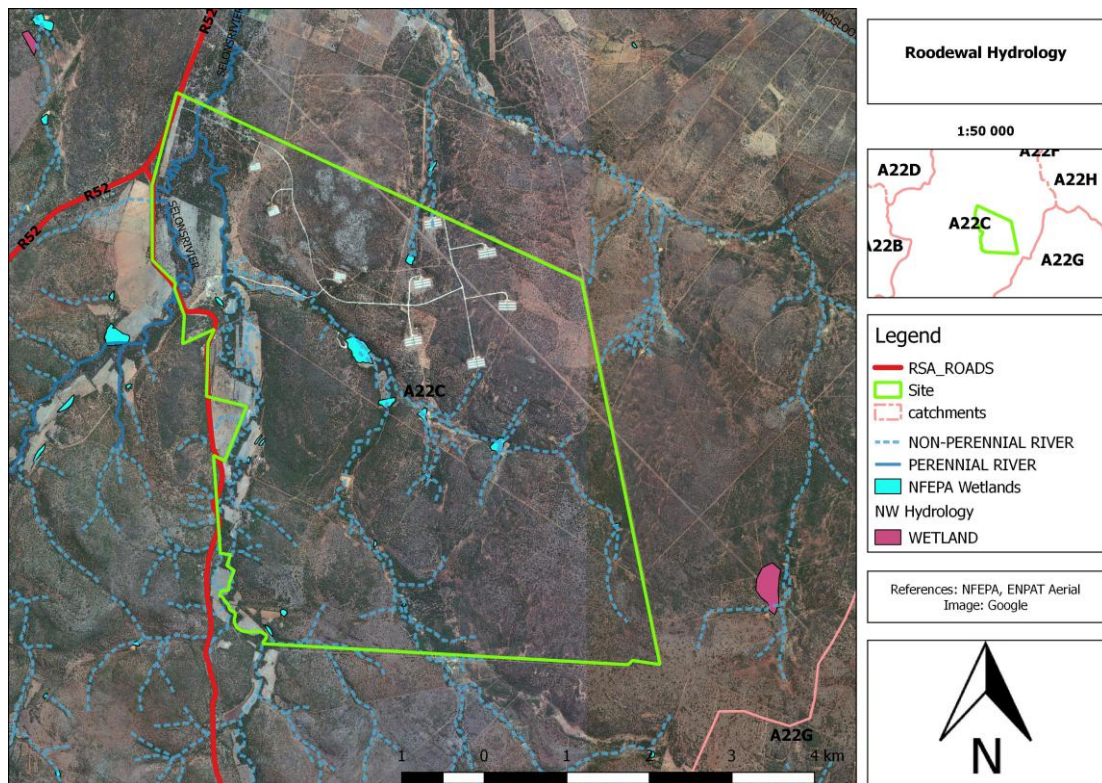 R52
SELONSRIVIER
R52
R52
SELONSRIVIER
A22C
A22G
1 0 1 2 3 4 km
Roodewal Hydrology
1:50 000
A22D
A22F
A22H
A22C
A22B
A22G
Legend
RSA_ROADS
Site
catchments
NON-PERENNIAL RIVER
PERENNIAL RIVER
NFEPA Wetlands
NW Hydrology
WETLAND
References: NFEPA, ENPAT Aerial
Image: Google
N